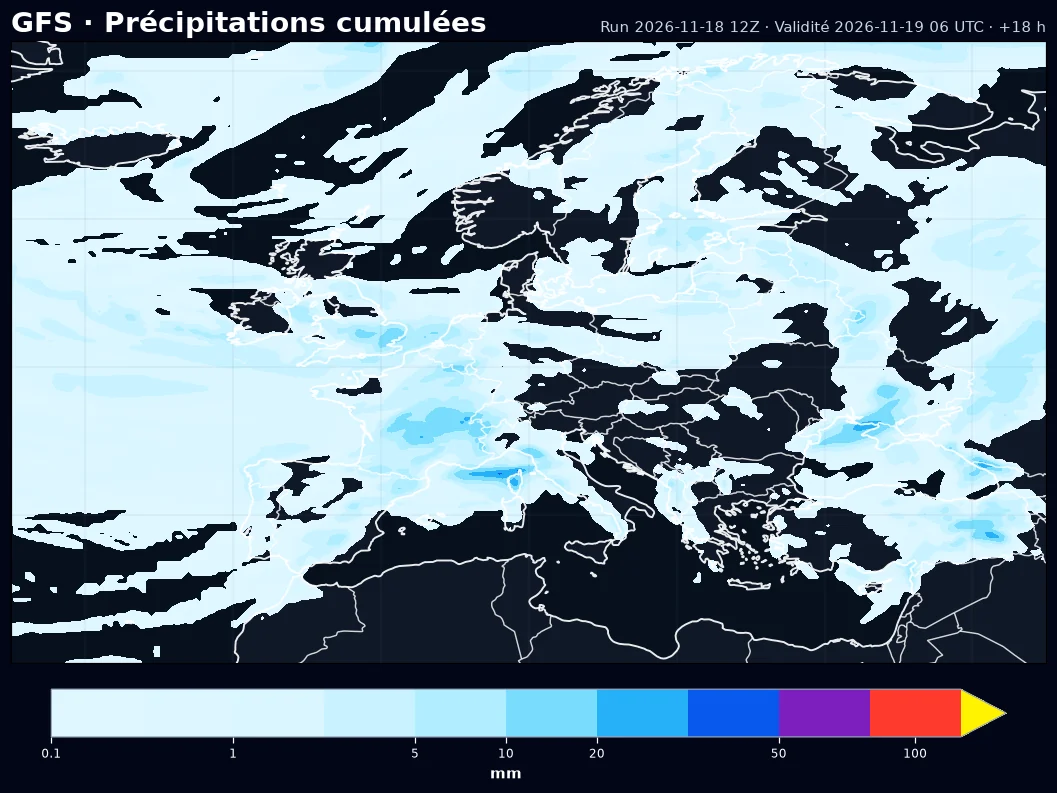 GFS · Précipitations cumulées
Run 2026-11-18 12Z · Validité 2026-11-19 06 UTC · +18 h
0.1 1 5 10 20 50 100
mm